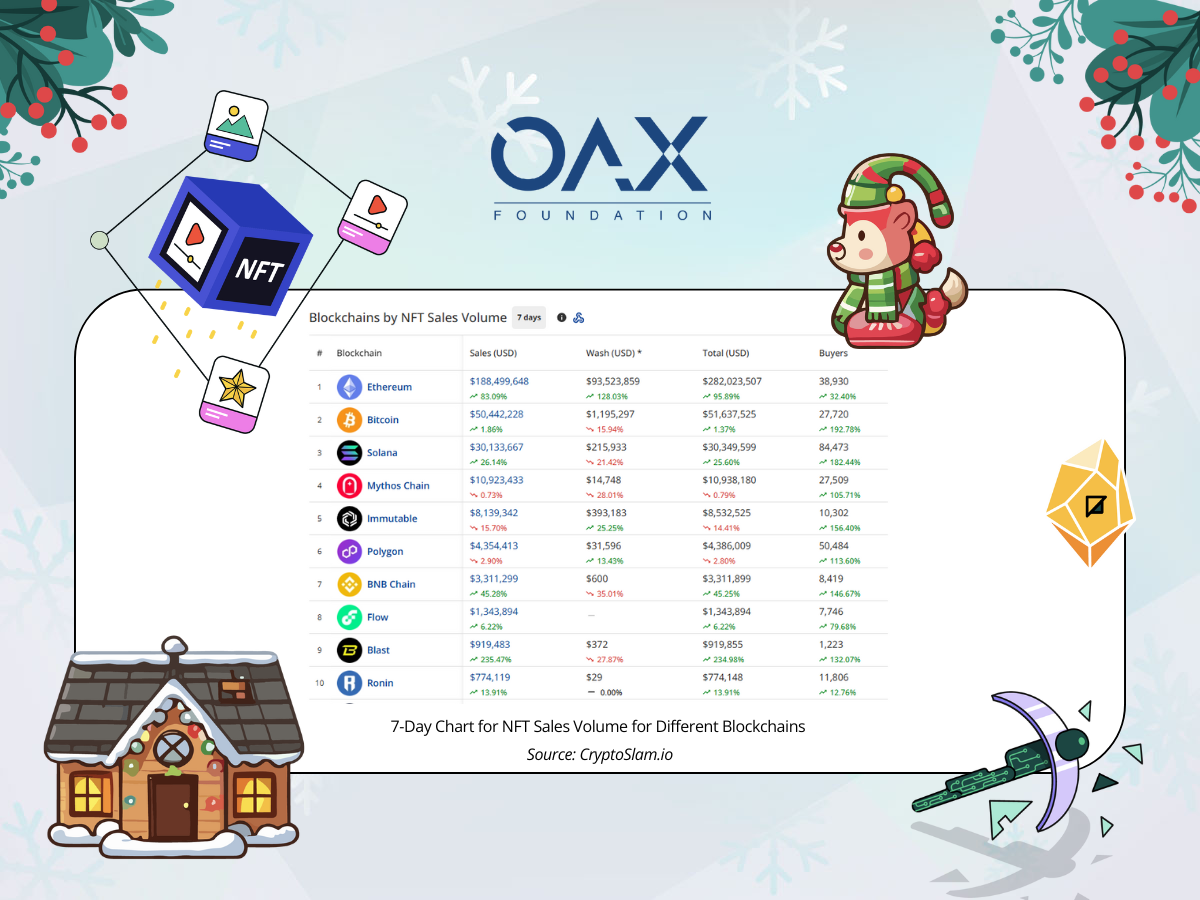 OAX
FOUNDATION
NFT
Blockchains by NFT Sales Volume 7 days
# Blockchain Sales (USD) Wash (USD) * Total (USD) Buyers
1 Ethereum $188,499,648 $93,523,859 $282,023,507 38,930
83.09% 128.03% 95.89% 32.40%
2 Bitcoin $50,442,228 $1,195,297 $51,637,525 27,720
1.86% 15.94% 1.37% 192.78%
3 Solana $30,133,667 $215,933 $30,349,599 84,473
26.14% 21.42% 25.60% 182.44%
4 Mythos Chain $10,923,433 $14,748 $10,938,180 27,509
0.73% 28.01% 0.79% 105.71%
5 Immutable $8,139,342 $393,183 $8,532,525 10,302
15.70% 25.25% 14.41% 156.40%
6 Polygon $4,354,413 $31,596 $4,386,009 50,484
2.90% 13.43% 2.80% 113.60%
7 BNB Chain $3,311,299 $600 $3,311,899 8,419
45.28% 35.01% 45.25% 146.67%
8 Flow $1,343,894 — $1,343,894 7,746
6.22% 6.22% 79.68%
9 Blast $919,483 $372 $919,855 1,223
235.47% 27.87% 234.98% 132.07%
10 Ronin $774,119 $29 $774,148 11,806
13.91% 0.00% 13.91% 12.76%
7-Day Chart for NFT Sales Volume for Different Blockchains
Source: CryptoSlam.io